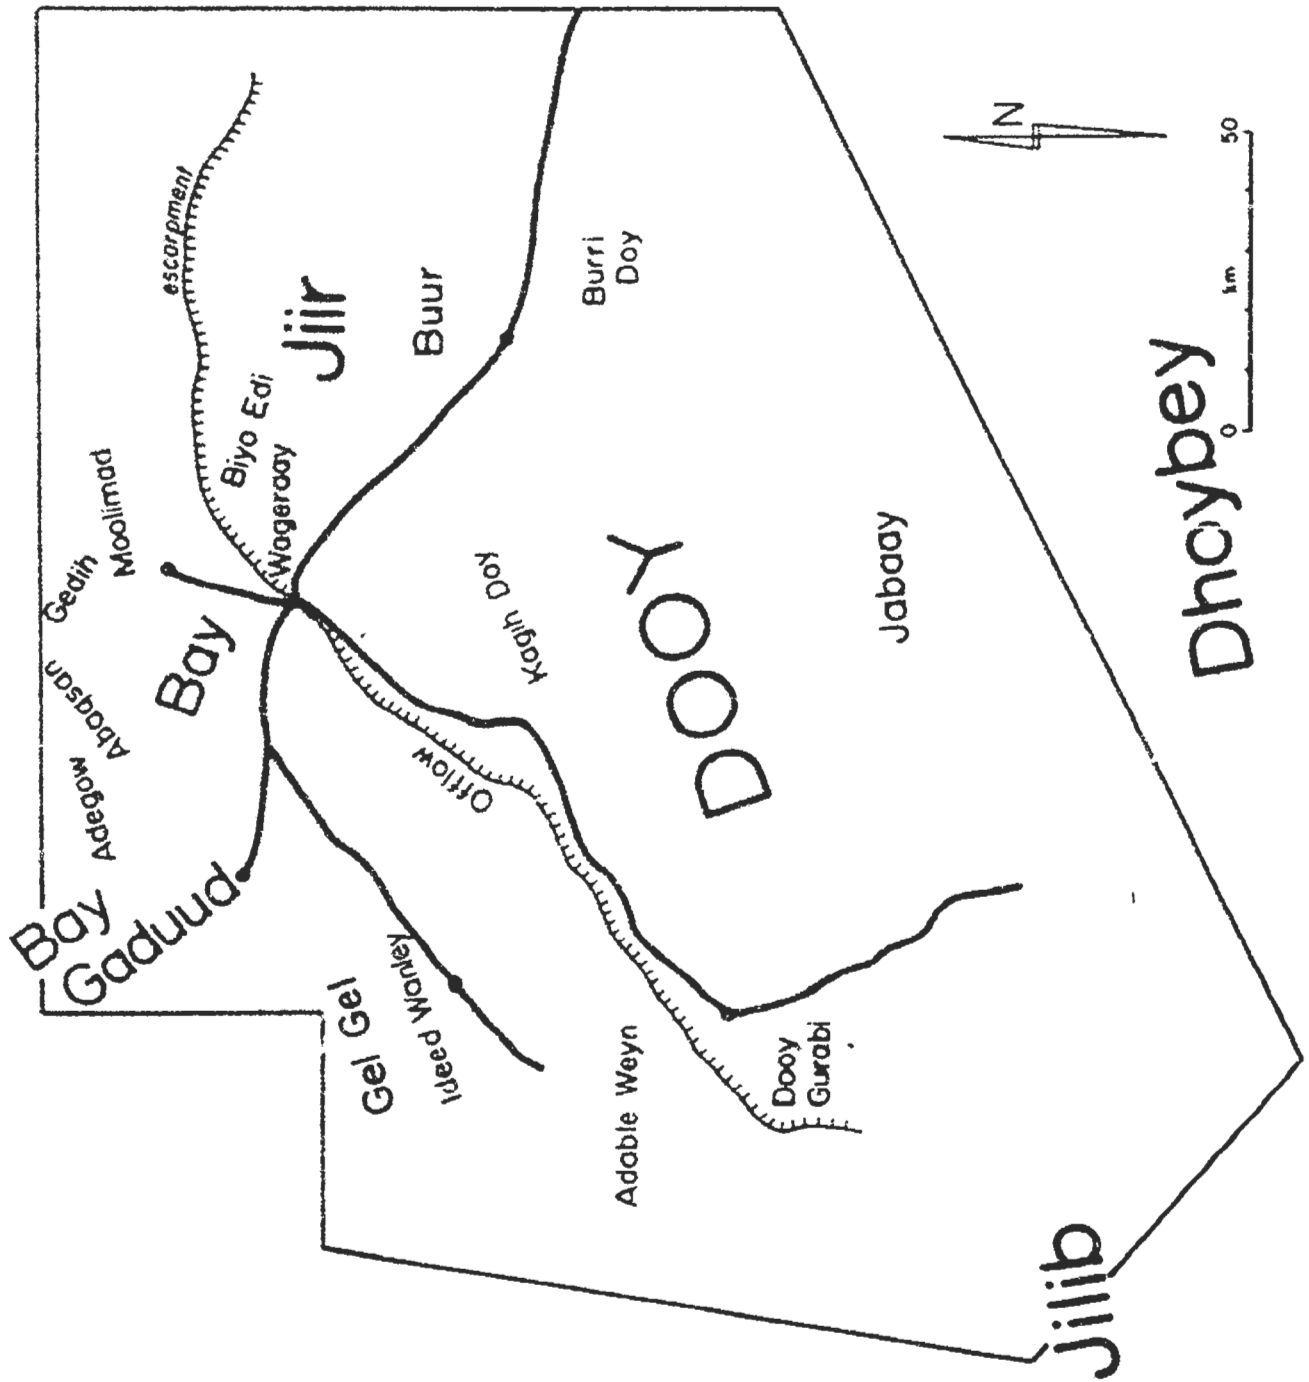 Bay
Gaduud
Adegow
Abaqsan
Gedih
Moolimad
Bay
escarpment
Biyo Edi
Wageraay
Jiir
Buur
Burri
Doy
Gel Gel
Ideed Wanley
Offlow
Kagih Doy
DOOY
Adable Weyn
Dooy
Gurabi
Jabaay
Jilib
Dhoybey
N
0 km 50